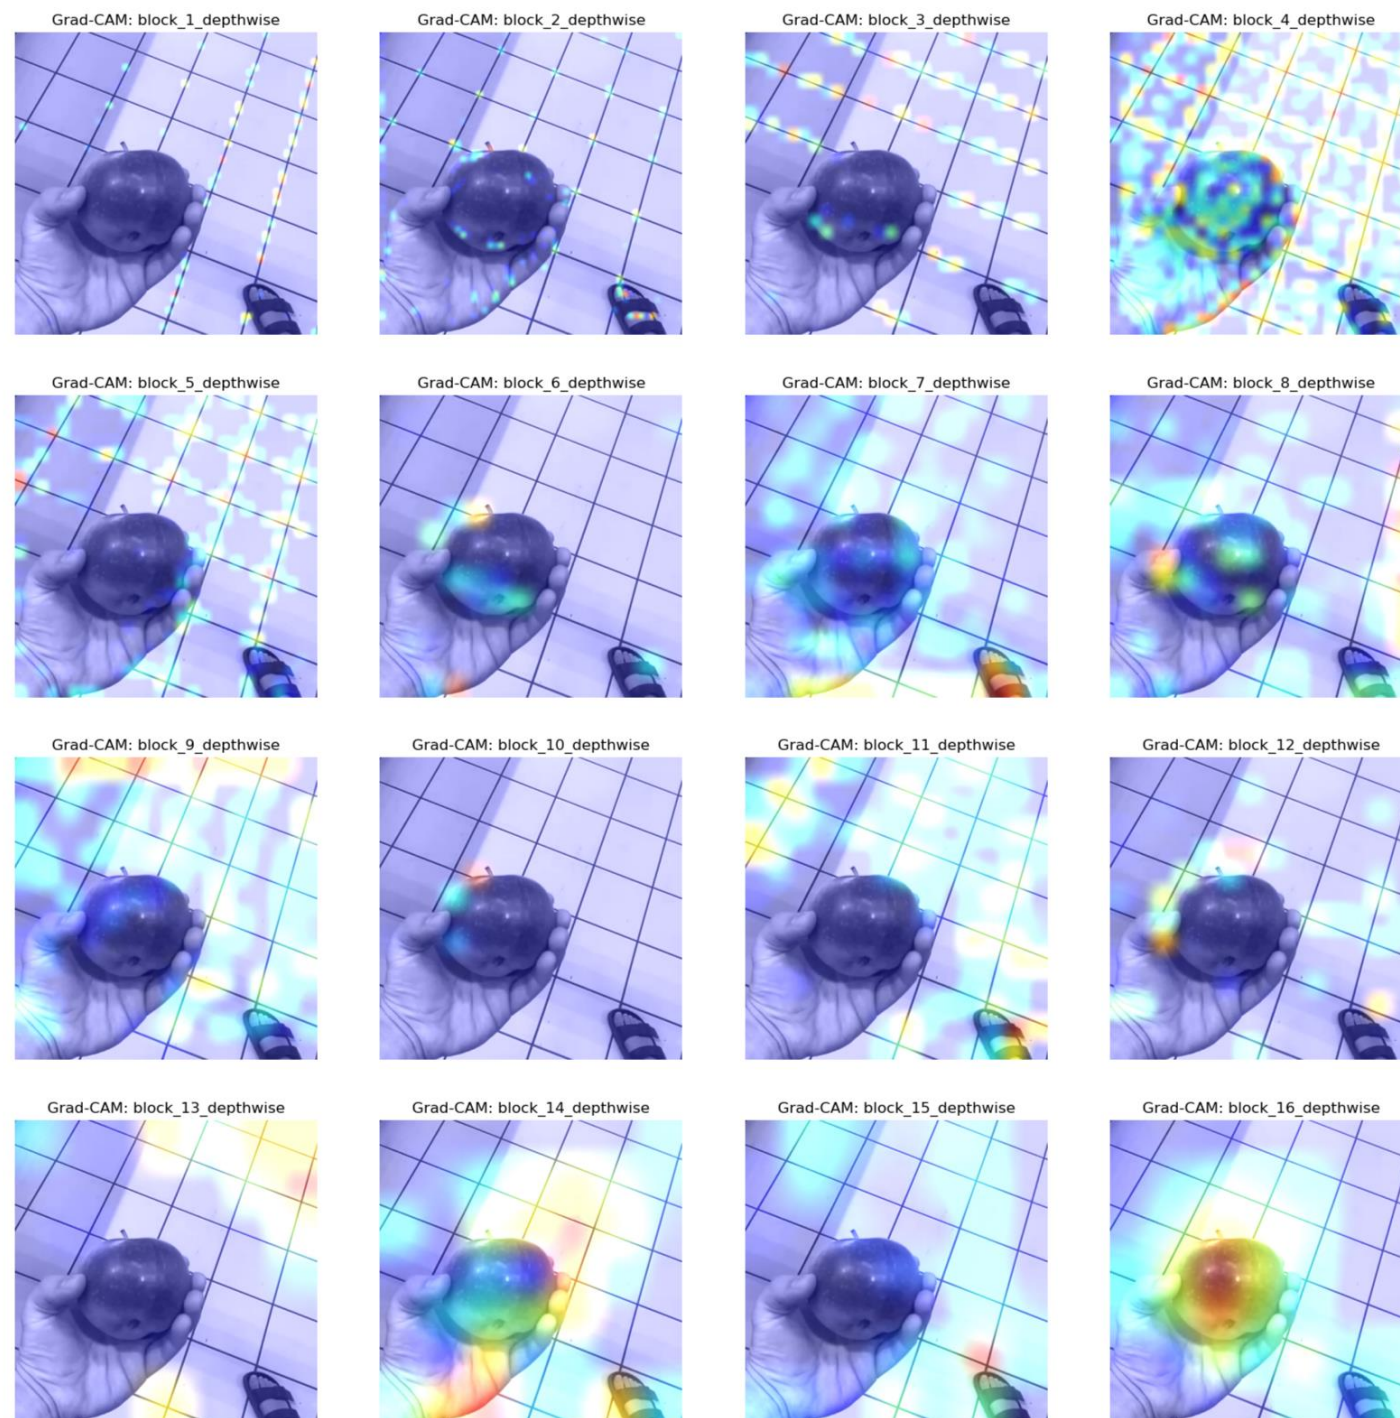 Grad-CAM: block_1_depthwise
Grad-CAM: block_2_depthwise
Grad-CAM: block_3_depthwise
Grad-CAM: block_4_depthwise
Grad-CAM: block_5_depthwise
Grad-CAM: block_6_depthwise
Grad-CAM: block_7_depthwise
Grad-CAM: block_8_depthwise
Grad-CAM: block_9_depthwise
Grad-CAM: block_10_depthwise
Grad-CAM: block_11_depthwise
Grad-CAM: block_12_depthwise
Grad-CAM: block_13_depthwise
Grad-CAM: block_14_depthwise
Grad-CAM: block_15_depthwise
Grad-CAM: block_16_depthwise